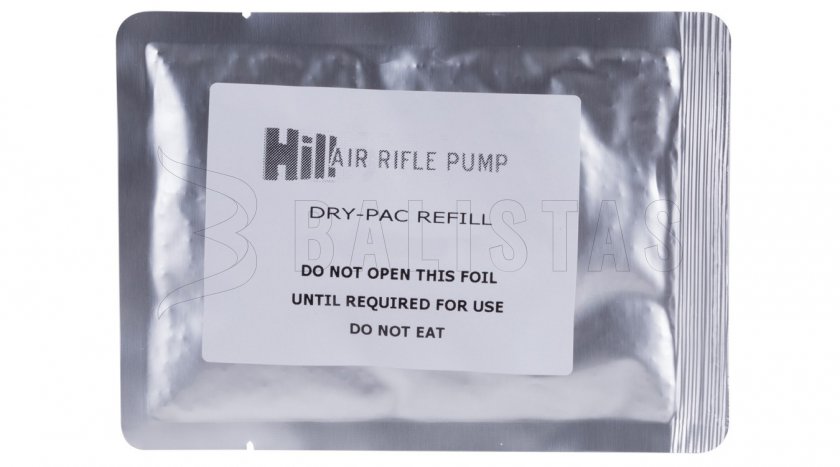 Hill AIR RIFLE PUMP
DRY-PAC REFILL
BALISTAS
DO NOT OPEN THIS FOIL
UNTIL REQUIRED FOR USE
DO NOT EAT